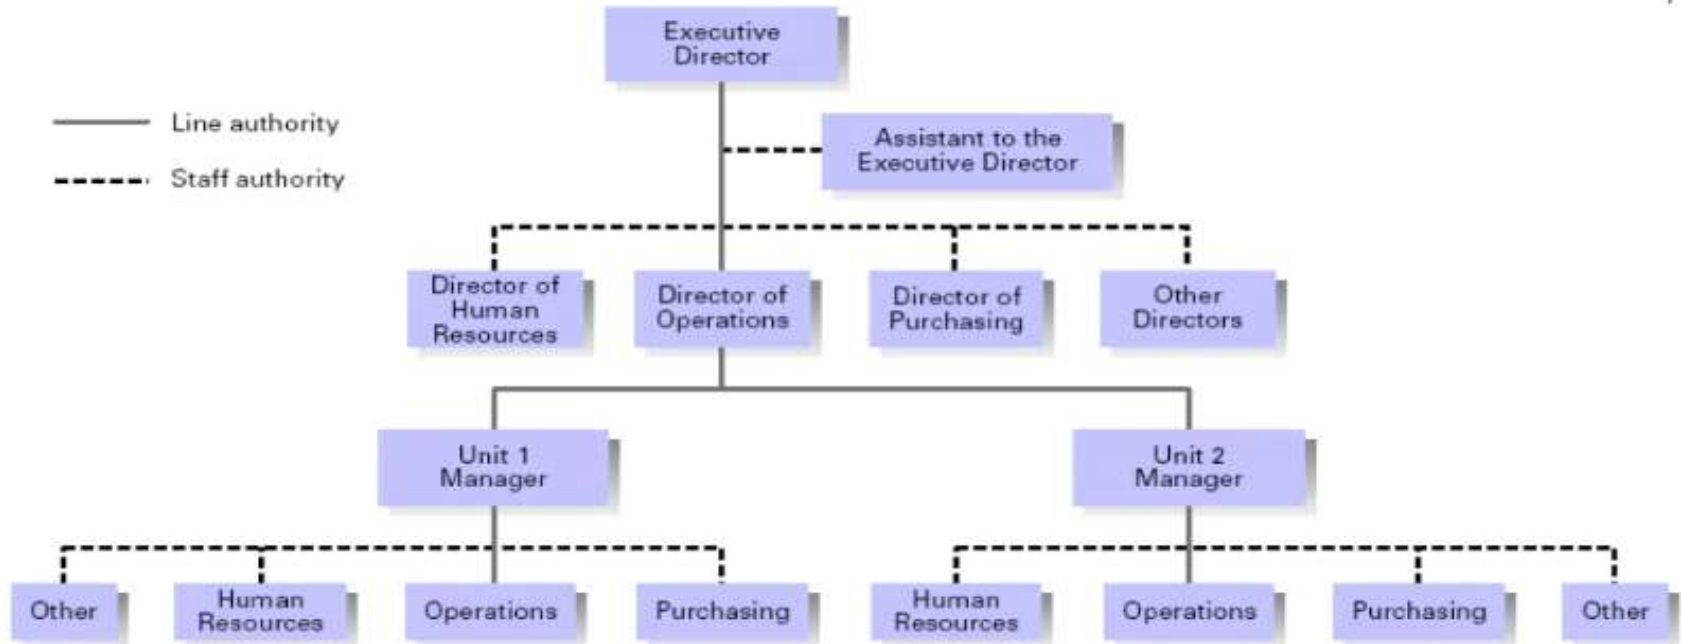 Executive
Director
Line authority
Assistant to the
Executive Director
Staff authority
Director of
Human
Resources
Director of
Operations
Director of
Purchasing
Other
Directors
Unit 1
Manager
Unit 2
Manager
Other
Human
Resources
Operations
Purchasing
Human
Resources
Operations
Purchasing
Other